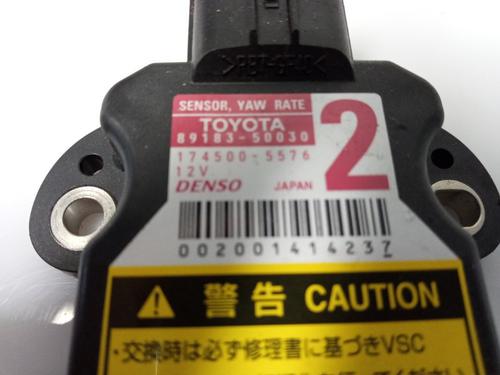 SENSOR, YAW RATE
TOYOTA
89183-50030
174500-5576
12V
DENSO JAPAN
2
002001414237
警告 CAUTION
・交換時は必ず修理書に基づきVSC